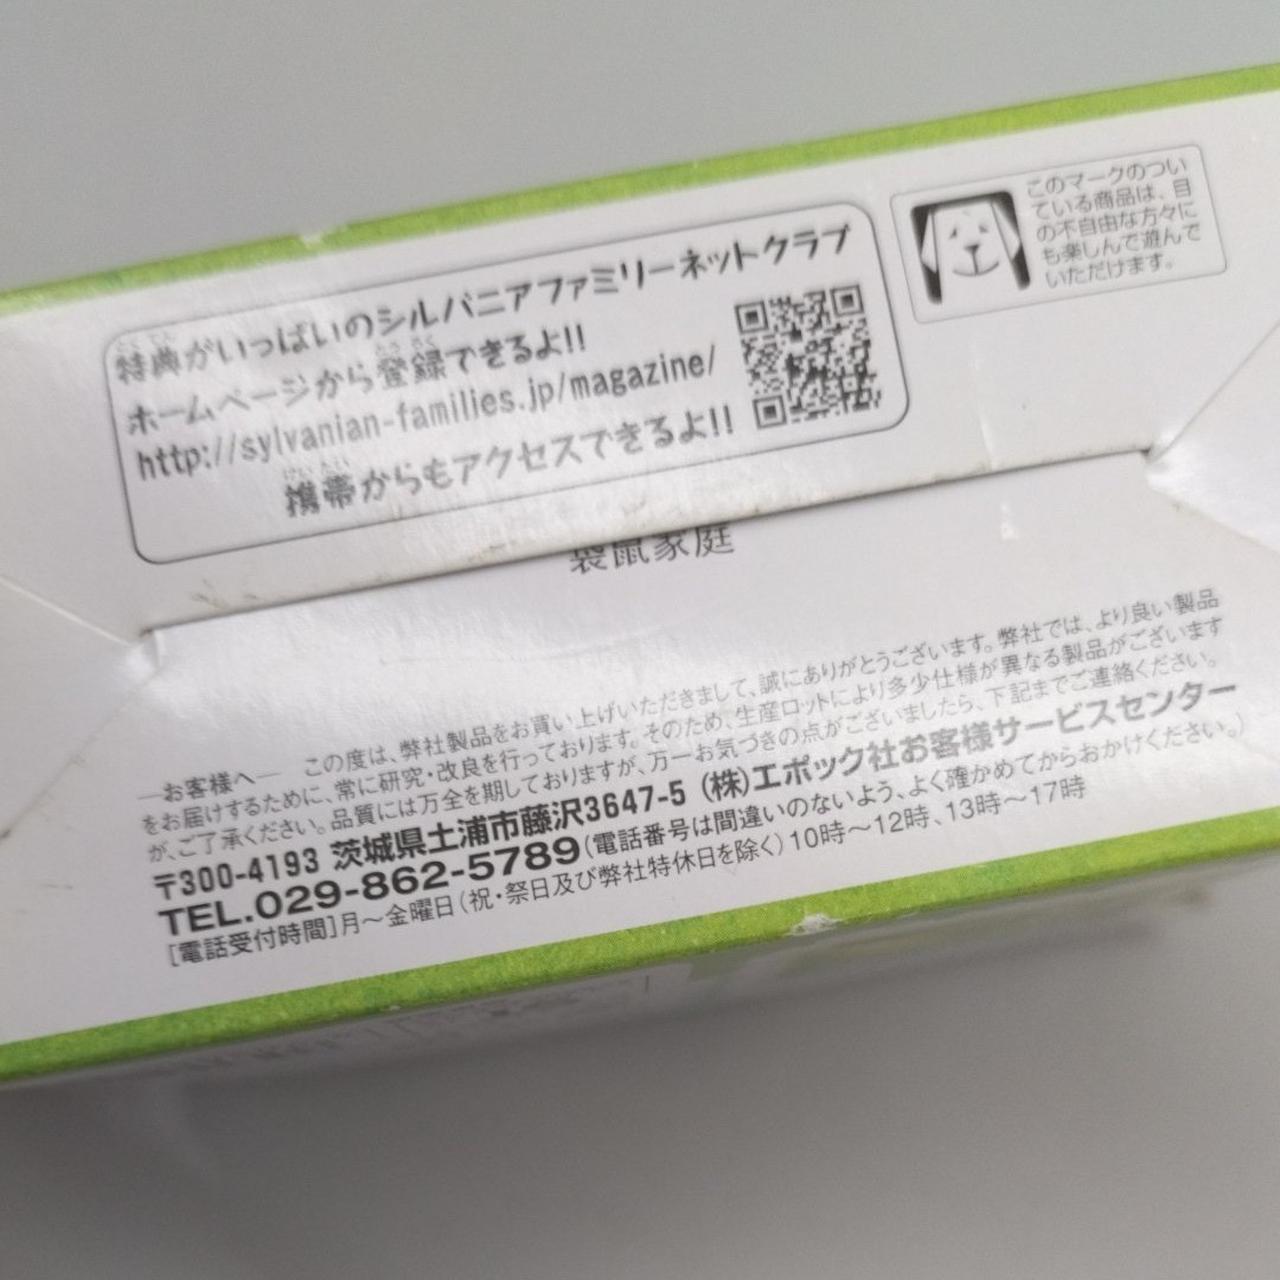 特典がいっぱいのシルバニアファミリーネットクラブ
ホームページから登録できるよ!!
http://sylvanian-families.jp/magazine/
携帯からもアクセスできるよ!!
このマークのつい
ている商品は、目
の不自由な方々に
も楽しんで遊んで
いただけます。
袋鼠家庭
―お客様へ― この度は、弊社製品をお買い上げいただきまして、誠にありがとうございます。弊社では、より良い製品
をお届けするために、常に研究・改良を行っております。そのため、生産ロットにより多少仕様が異なる製品がございます
が、ご了承ください。品質には万全を期しておりますが、万一お気づきの点がございましたら、下記までご連絡ください。
〒300-4193 茨城県土浦市藤沢3647-5 (株)エポック社お客様サービスセンター
TEL.029-862-5789(電話番号は間違いのないよう、よく確かめてからおかけください。)
[電話受付時間]月〜金曜日(祝・祭日及び弊社特休日を除く)10時〜12時、13時〜17時